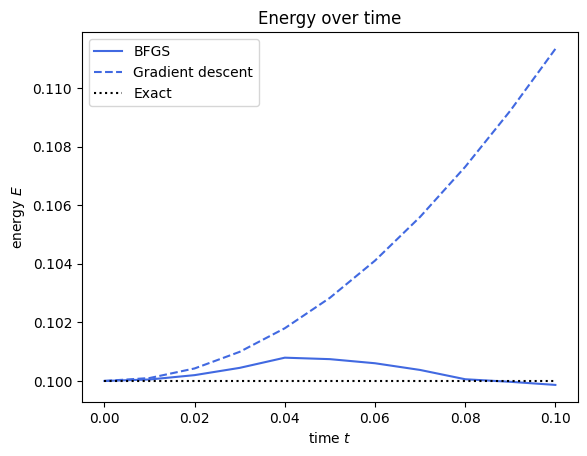 Energy over time
BFGS
Gradient descent
Exact
energy E
0.110
0.108
0.106
0.104
0.102
0.100
0.00 0.02 0.04 0.06 0.08 0.10
time t